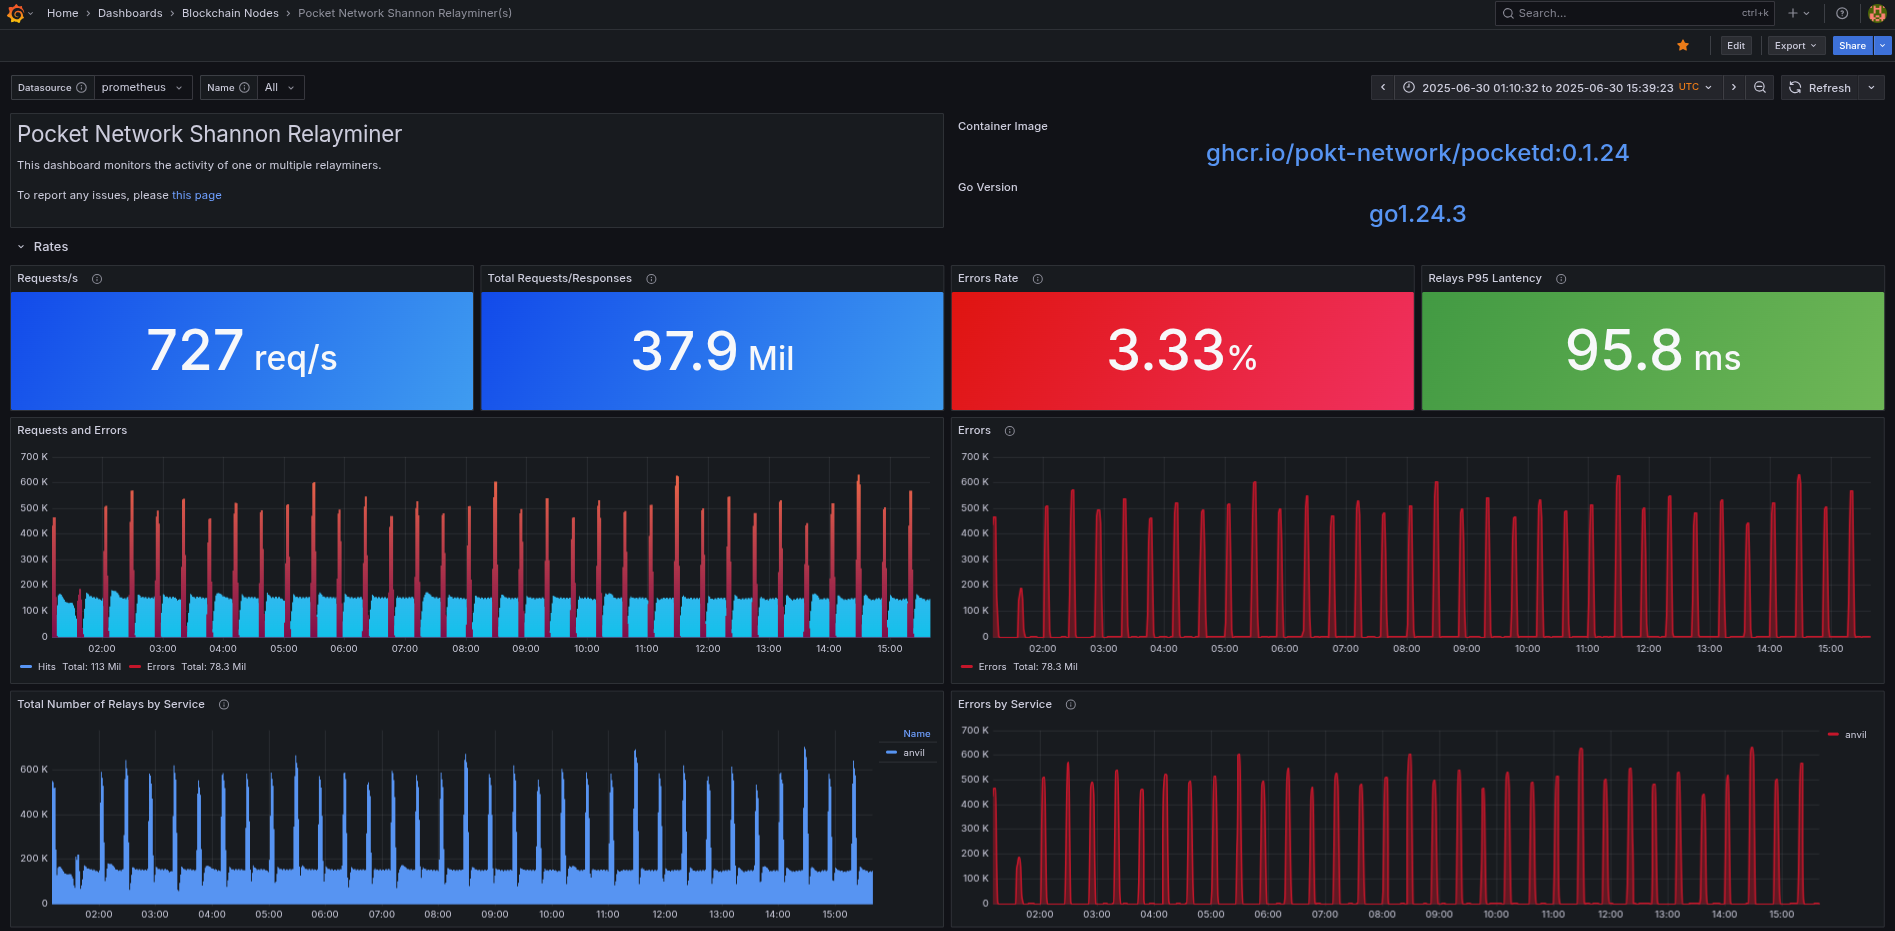 Home › Dashboards › Blockchain Nodes › Pocket Network Shannon Relayminer(s)
Search... ctrl+k
Edit Export Share
Datasource prometheus Name All
2025-06-30 01:10:32 to 2025-06-30 15:39:23 UTC Refresh
Pocket Network Shannon Relayminer
This dashboard monitors the activity of one or multiple relayminers.
To report any issues, please this page
Container Image
ghcr.io/pokt-network/pocketd:0.1.24
Go Version
go1.24.3
Rates
Requests/s
727 req/s
Total Requests/Responses
37.9 Mil
Errors Rate
3.33%
Relays P95 Lantency
95.8 ms
Requests and Errors
700 K
600 K
500 K
400 K
300 K
200 K
100 K
0
02:00 03:00 04:00 05:00 06:00 07:00 08:00 09:00 10:00 11:00 12:00 13:00 14:00 15:00
Hits Total: 113 Mil Errors Total: 78.3 Mil
Errors
700 K
600 K
500 K
400 K
300 K
200 K
100 K
0
02:00 03:00 04:00 05:00 06:00 07:00 08:00 09:00 10:00 11:00 12:00 13:00 14:00 15:00
Errors Total: 78.3 Mil
Total Number of Relays by Service
600 K
400 K
200 K
0
02:00 03:00 04:00 05:00 06:00 07:00 08:00 09:00 10:00 11:00 12:00 13:00 14:00 15:00
Name
anvil
Errors by Service
700 K
600 K
500 K
400 K
300 K
200 K
100 K
0
02:00 03:00 04:00 05:00 06:00 07:00 08:00 09:00 10:00 11:00 12:00 13:00 14:00 15:00
anvil